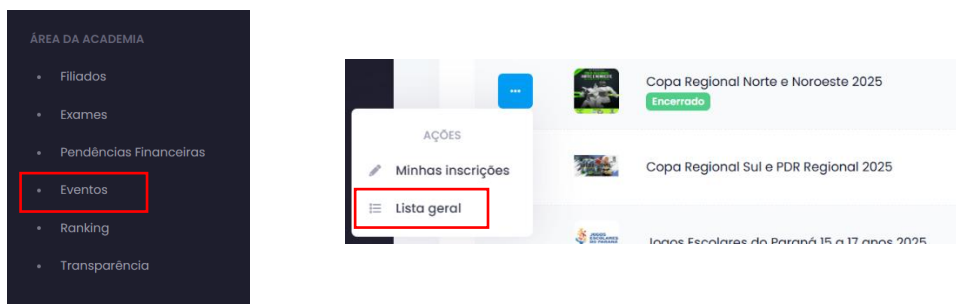 ÁREA DA ACADEMIA
Filiados
Exames
Pendências Financeiras
Eventos
Ranking
Transparência
Copa Regional Norte e Noroeste 2025
Encerrado
AÇÕES
Minhas inscrições
Lista geral
Copa Regional Sul e PDR Regional 2025
Jogos Escolares do Paraná 15 a 17 anos 2025